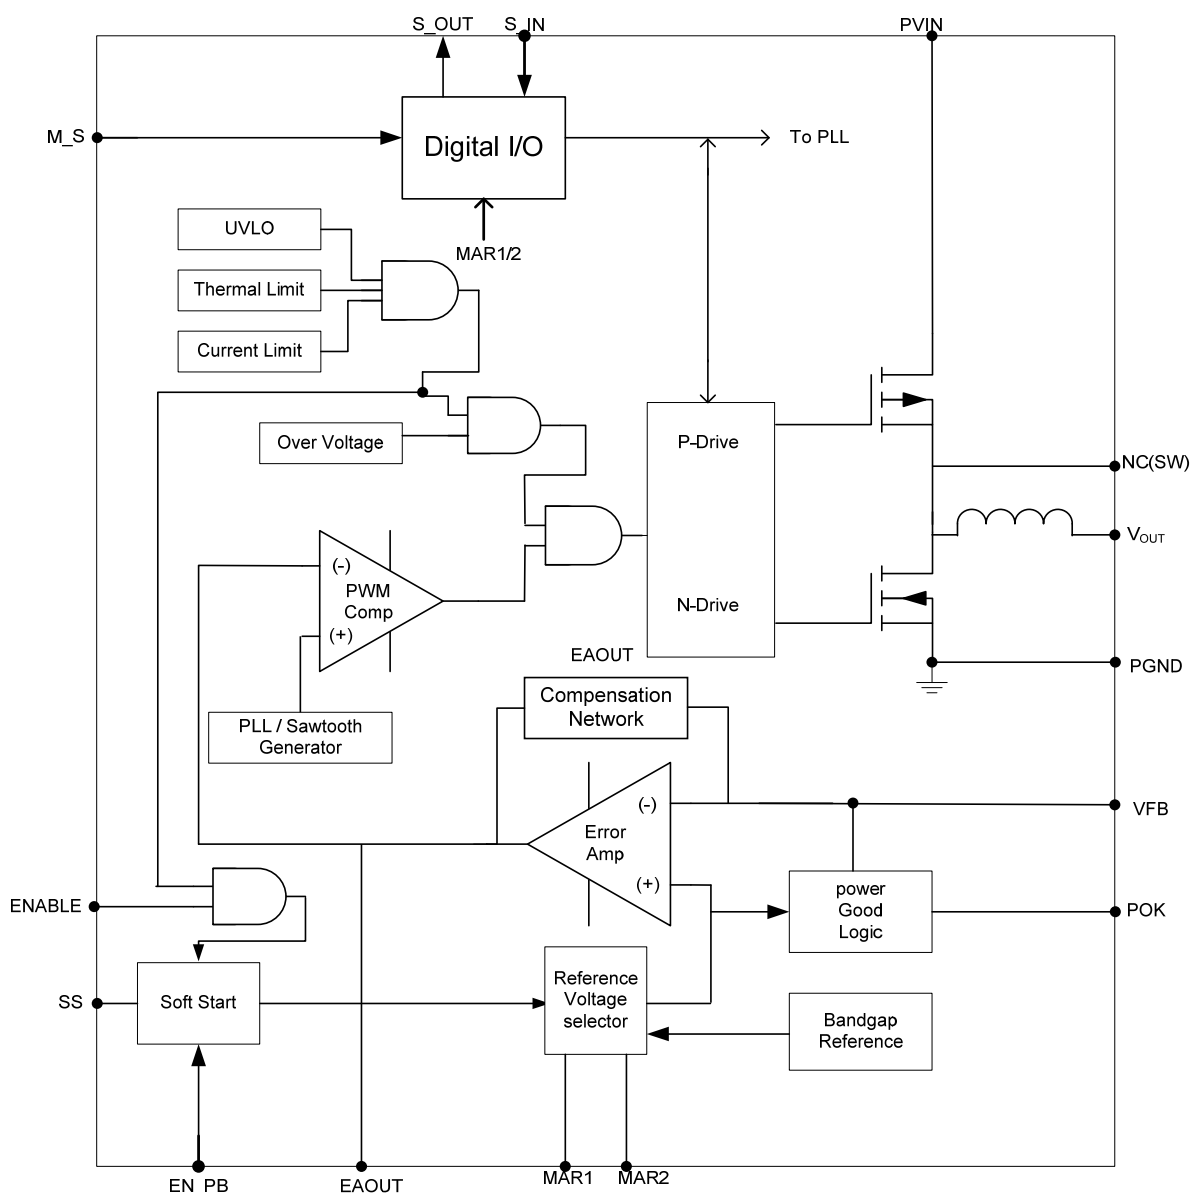 S_OUT
S_IN
PVIN
M_S
Digital I/O
To PLL
MAR1/2
UVLO
Thermal Limit
Current Limit
Over Voltage
P-Drive
NC(SW)
VOUT
(-)
PWM
Comp
(+)
N-Drive
EAOUT
PGND
Compensation
Network
PLL / Sawtooth
Generator
(-)
VFB
Error
Amp
(+)
power
Good
Logic
ENABLE
POK
SS
Soft Start
Reference
Voltage
selector
Bandgap
Reference
EN_PB
EAOUT
MAR1
MAR2